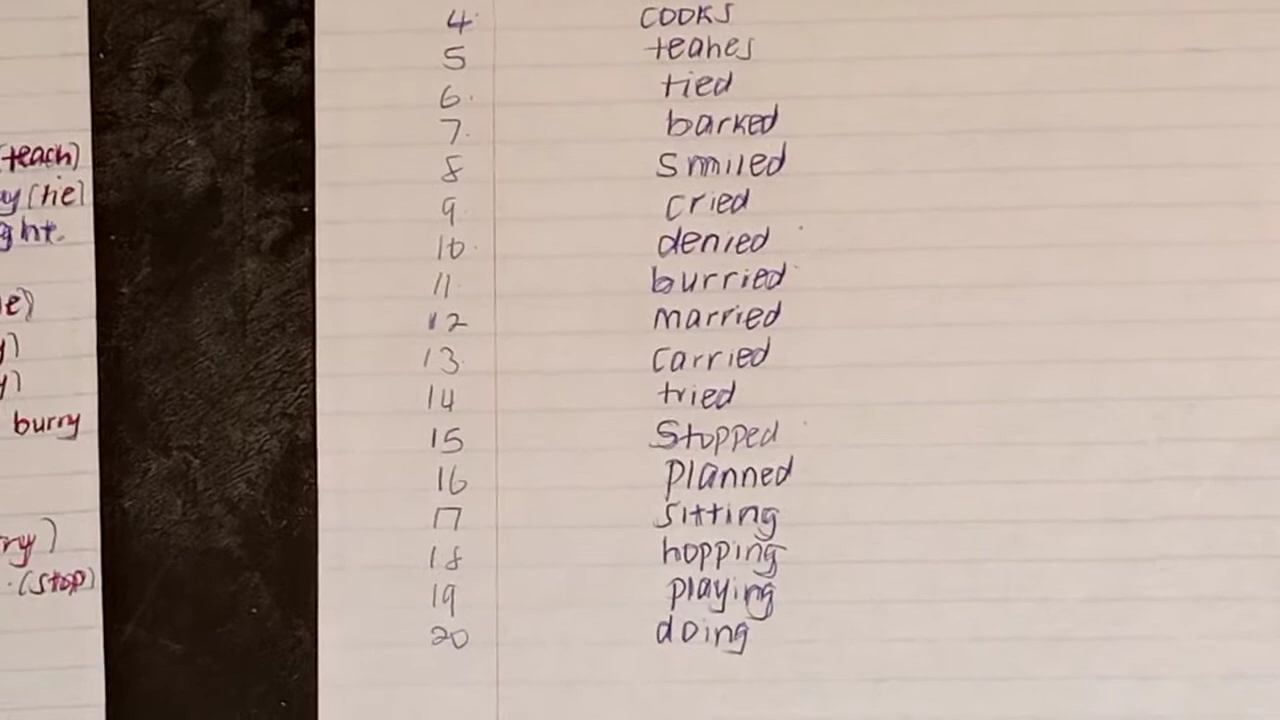 (teach)
y (tie)
ght.
e)
y)
y)
burry
ry)
. (stop)
4. cooks
5 teahes
6. tied
7. barked
8 smiled
9 cried
10. denied
11. burried
12 married
13. carried
14 tried
15 Stopped
16 planned
17 sitting
18 hopping
19 playing
20 doing